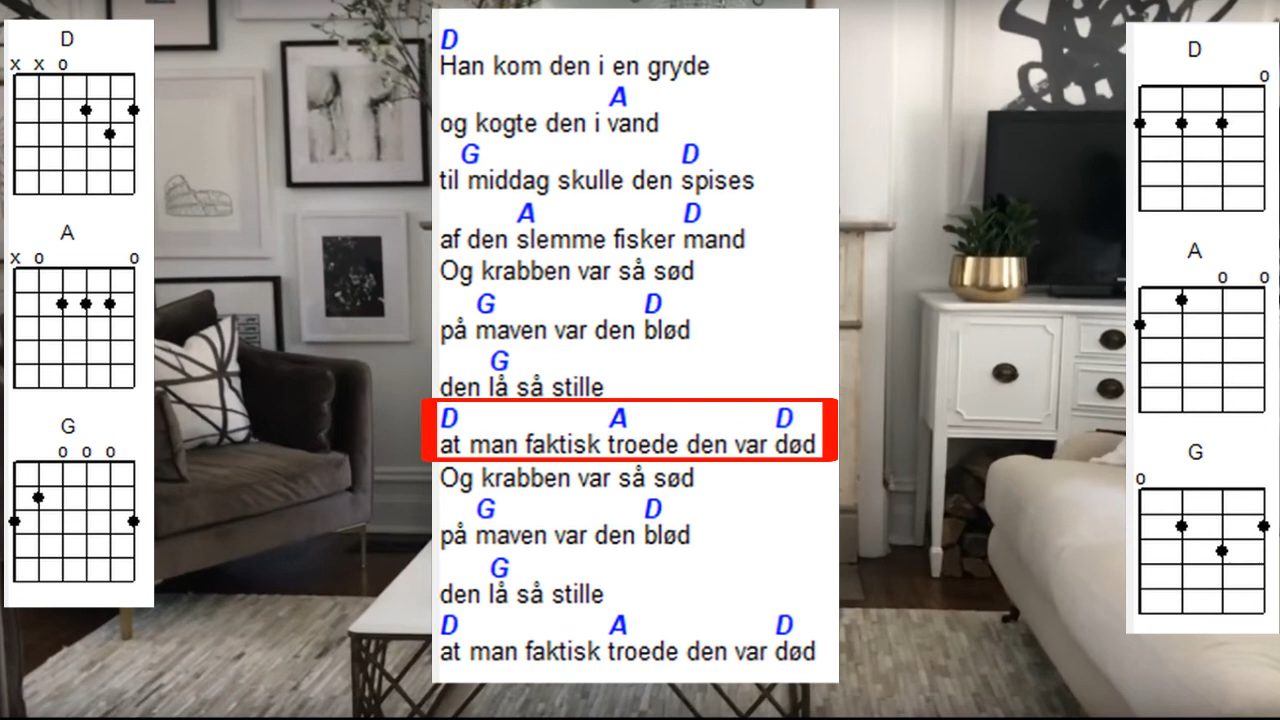 D
x x o
A
x o o
G
o o o
D
Han kom den i en gryde
A
og kogte den i vand
G D
til middag skulle den spises
A D
af den slemme fisker mand
Og krabben var så sød
G D
på maven var den blød
G
den lå så stille
D A D
at man faktisk troede den var død
Og krabben var så sød
G D
på maven var den blød
G
den lå så stille
D A D
at man faktisk troede den var død
D
o
A
o o
G
o